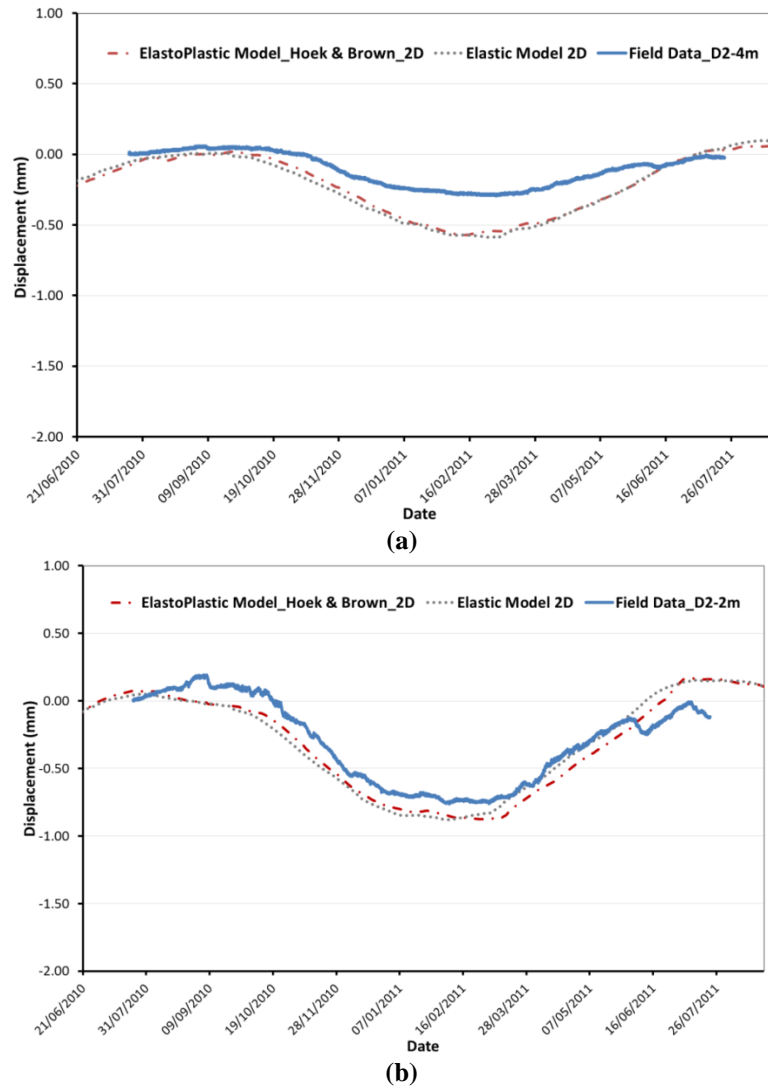 1.00
ElastoPlastic Model_Hoek & Brown_2D Elastic Model 2D Field Data_D2-4m
0.50
0.00
-0.50
-1.00
-1.50
-2.00
Displacement (mm)
21/06/2010 31/07/2010 09/09/2010 19/10/2010 28/11/2010 07/01/2011 16/02/2011 28/03/2011 07/05/2011 16/06/2011 26/07/2011
Date
(a)
1.00
ElastoPlastic Model_Hoek & Brown_2D Elastic Model 2D Field Data_D2-2m
0.50
0.00
-0.50
-1.00
-1.50
-2.00
Displacement (mm)
21/06/2010 31/07/2010 09/09/2010 19/10/2010 28/11/2010 07/01/2011 16/02/2011 28/03/2011 07/05/2011 16/06/2011 26/07/2011
Date
(b)